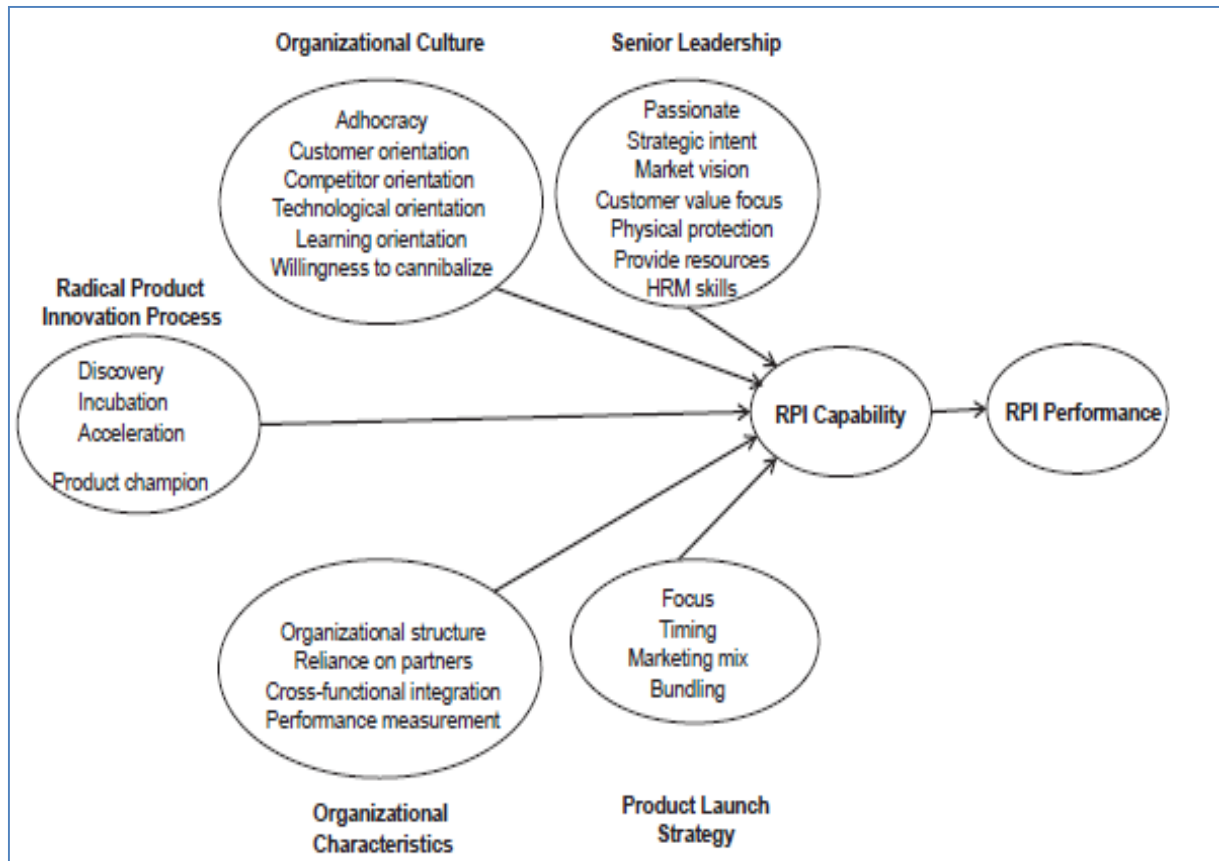 Organizational Culture
Adhocracy
Customer orientation
Competitor orientation
Technological orientation
Learning orientation
Willingness to cannibalize
Senior Leadership
Passionate
Strategic intent
Market vision
Customer value focus
Physical protection
Provide resources
HRM skills
Radical Product
Innovation Process
Discovery
Incubation
Acceleration
Product champion
RPI Capability
RPI Performance
Organizational structure
Reliance on partners
Cross-functional integration
Performance measurement
Organizational
Characteristics
Focus
Timing
Marketing mix
Bundling
Product Launch
Strategy